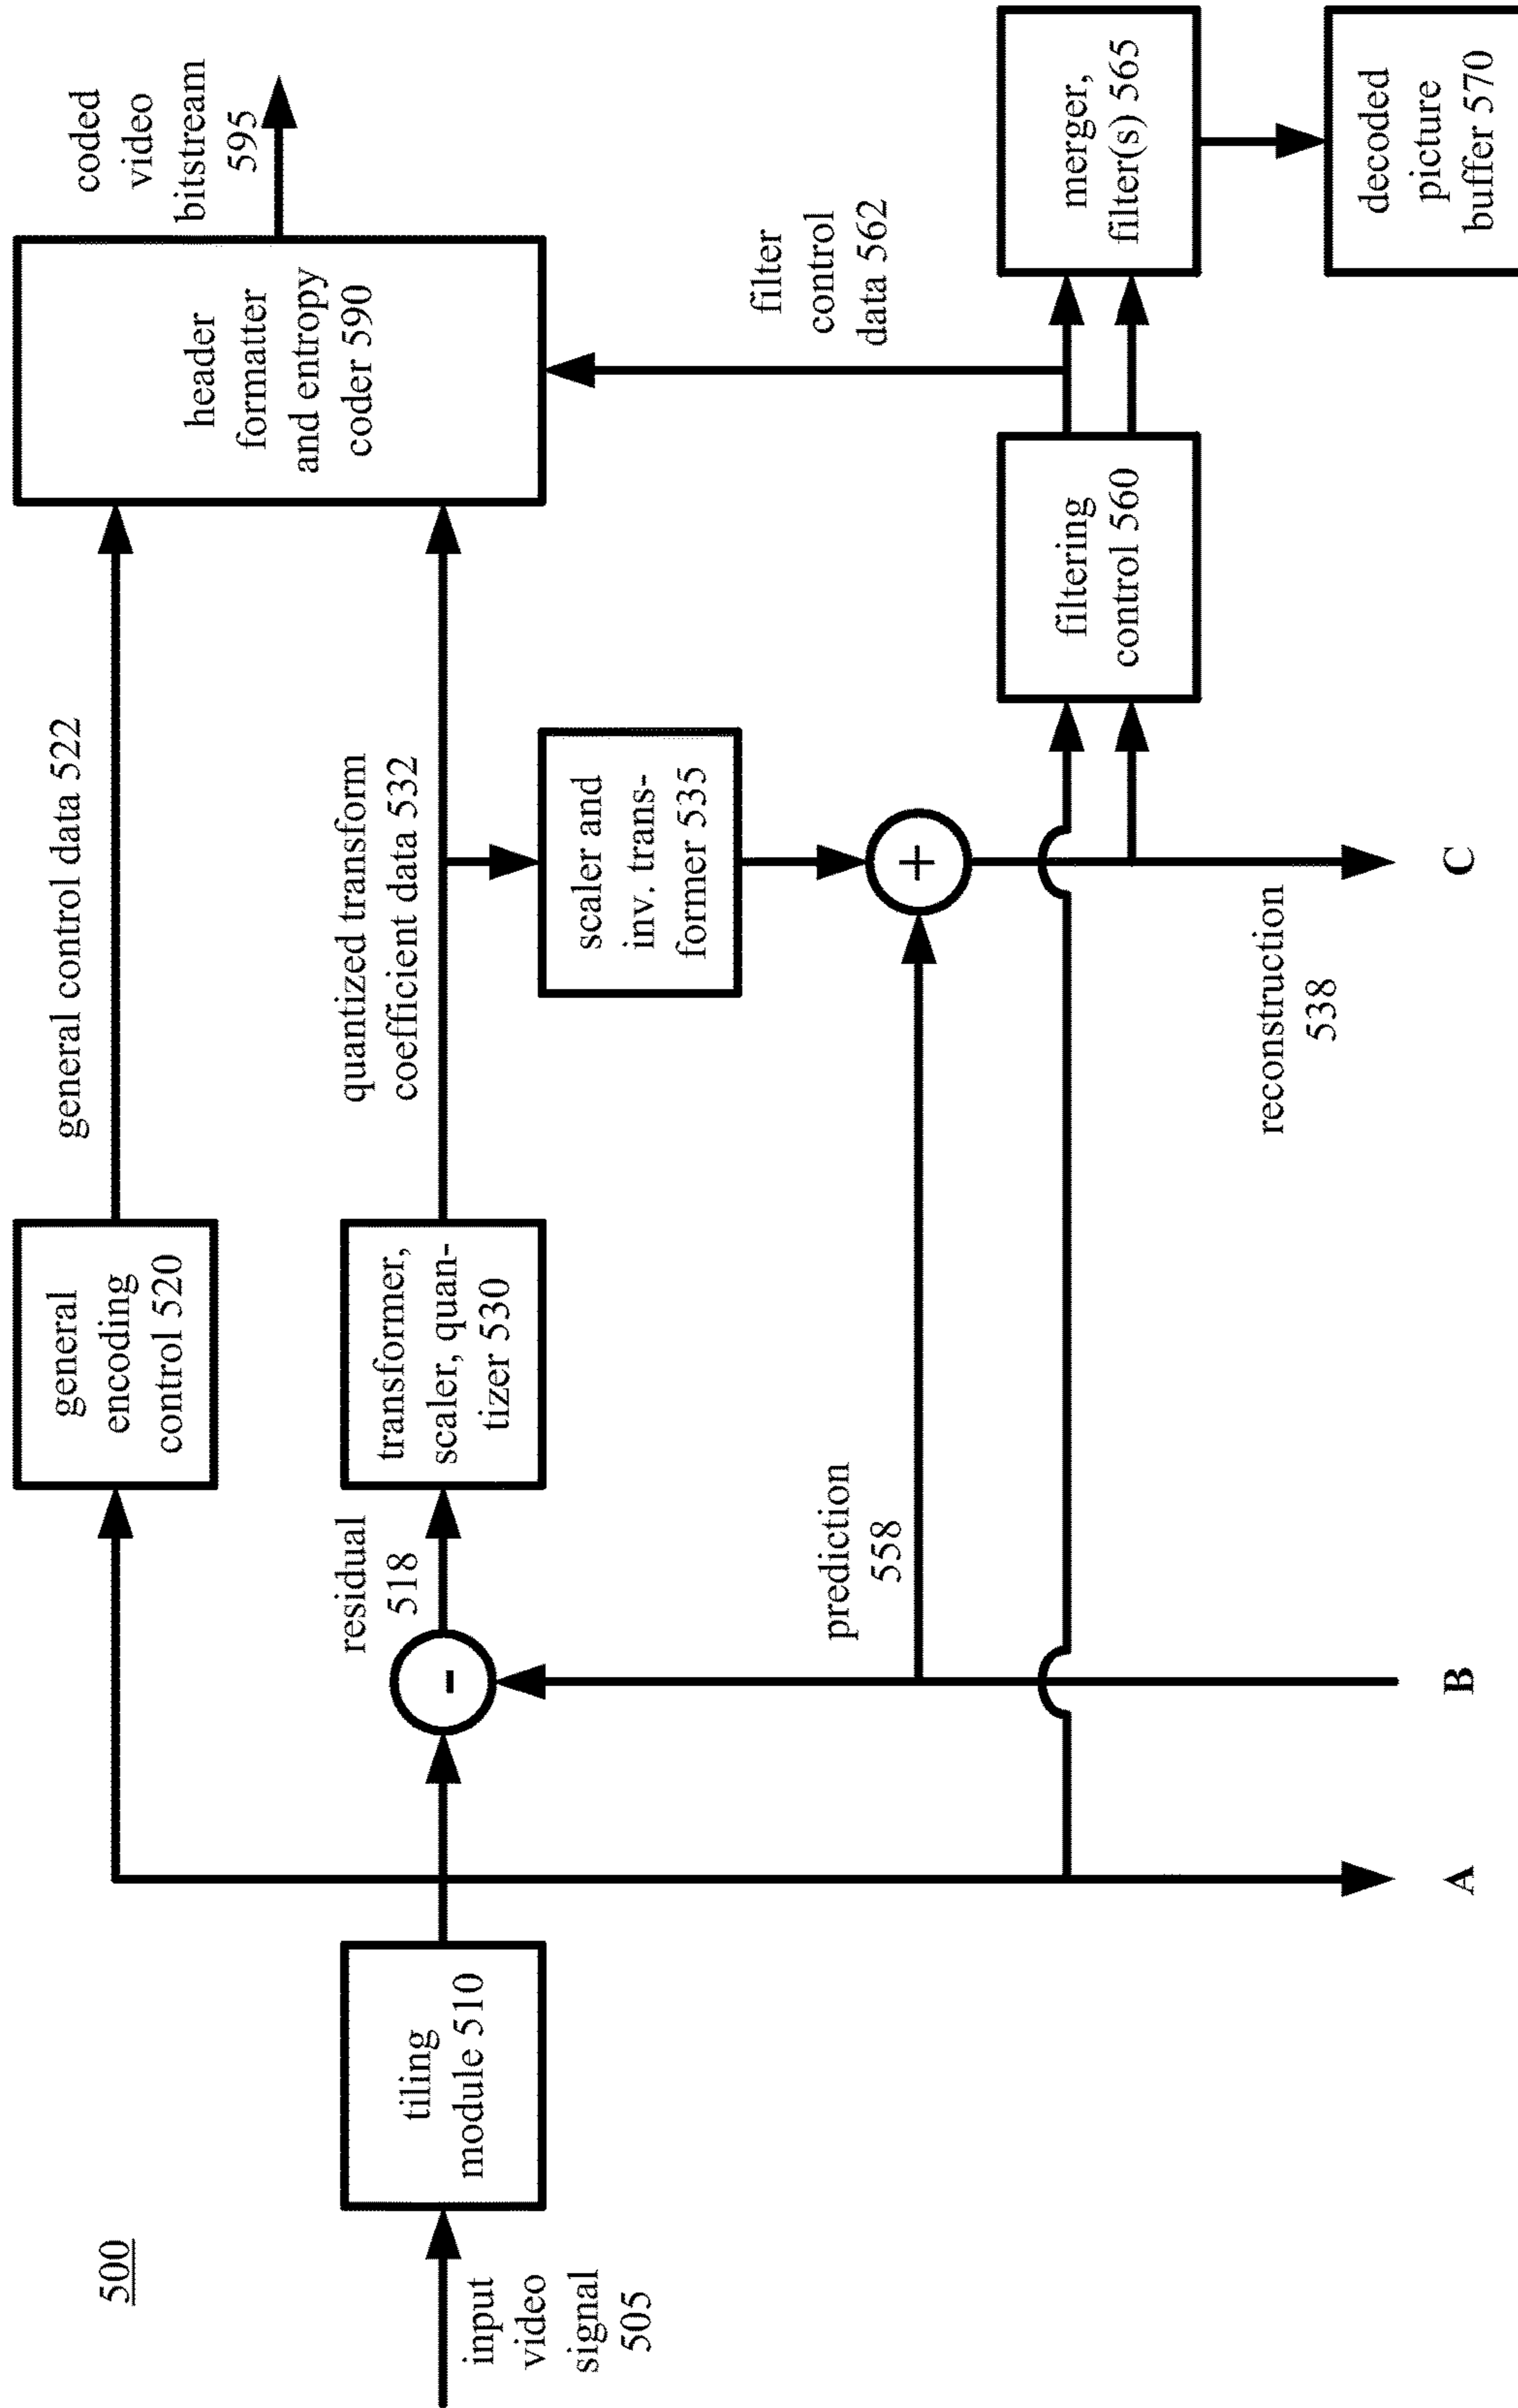 500
input
video
signal
505
tiling
module 510
general
encoding
control 520
general control data 522
residual
518
transformer,
scaler, quan-
tizer 530
quantized transform
coefficient data 532
header
formatter
and entropy
coder 590
coded
video
bitstream
595
scaler and
inv. trans-
former 535
prediction
558
-
+
filter
control
data 562
filtering
control 560
merger,
filter(s) 565
decoded
picture
buffer 570
reconstruction
538
A
B
C